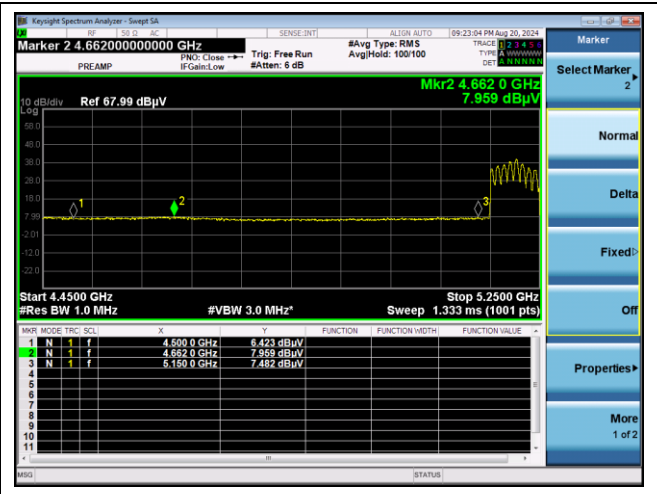 Keysight Spectrum Analyzer - Swept SA
RF 50 Ω AC SENSE:INT ALIGN AUTO 09:23:04 PM Aug 20, 2024
Marker 2 4.662000000000 GHz
PREAMP
PNO: Close
IFGain:Low
Trig: Free Run
#Atten: 6 dB
#Avg Type: RMS
Avg|Hold: 100/100
TRACE 1 2 3 4 5 6
TYPE A WWWWW
DET A N N N N N
Mkr2 4.662 0 GHz
7.959 dBµV
10 dB/div Ref 67.99 dBµV
Log
58.0
48.0
38.0
28.0
18.0
7.99
-2.01
-12.0
-22.0
1
2
3
Start 4.4500 GHz Stop 5.2500 GHz
#Res BW 1.0 MHz #VBW 3.0 MHz* Sweep 1.333 ms (1001 pts)
MKR MODE TRC SCL X Y FUNCTION FUNCTION WIDTH FUNCTION VALUE
1 N 1 f 4.500 0 GHz 6.423 dBµV
2 N 1 f 4.662 0 GHz 7.959 dBµV
3 N 1 f 5.150 0 GHz 7.482 dBµV
4
5
6
7
8
9
10
11
MSG STATUS
Marker
Select Marker
2
Normal
Delta
Fixed
Off
Properties
More
1 of 2